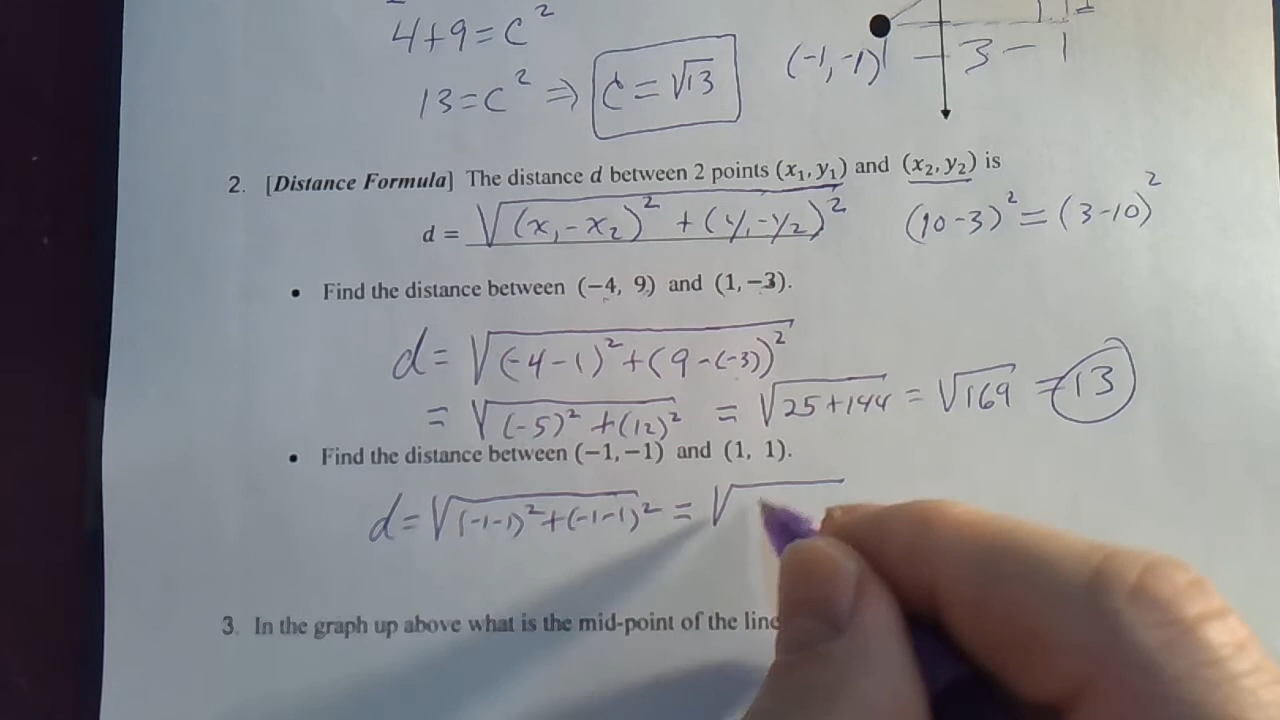 4+9=c²
13=c² ⇒ c=√13
(-1,-1) - 3 - 1
2. [Distance Formula] The distance d between 2 points (x₁, y₁) and (x₂, y₂) is
d = √(x₁-x₂)² + (y₁-y₂)² (10-3)² = (3-10)²
• Find the distance between (−4, 9) and (1, −3).
d = √(-4-1)² + (9-(-3))²
= √(-5)² + (12)² = √25+144 = √169 = 13
• Find the distance between (−1, −1) and (1, 1).
d = √(-1-1)² + (-1-1)² = √
3. In the graph up above what is the mid-point of the line